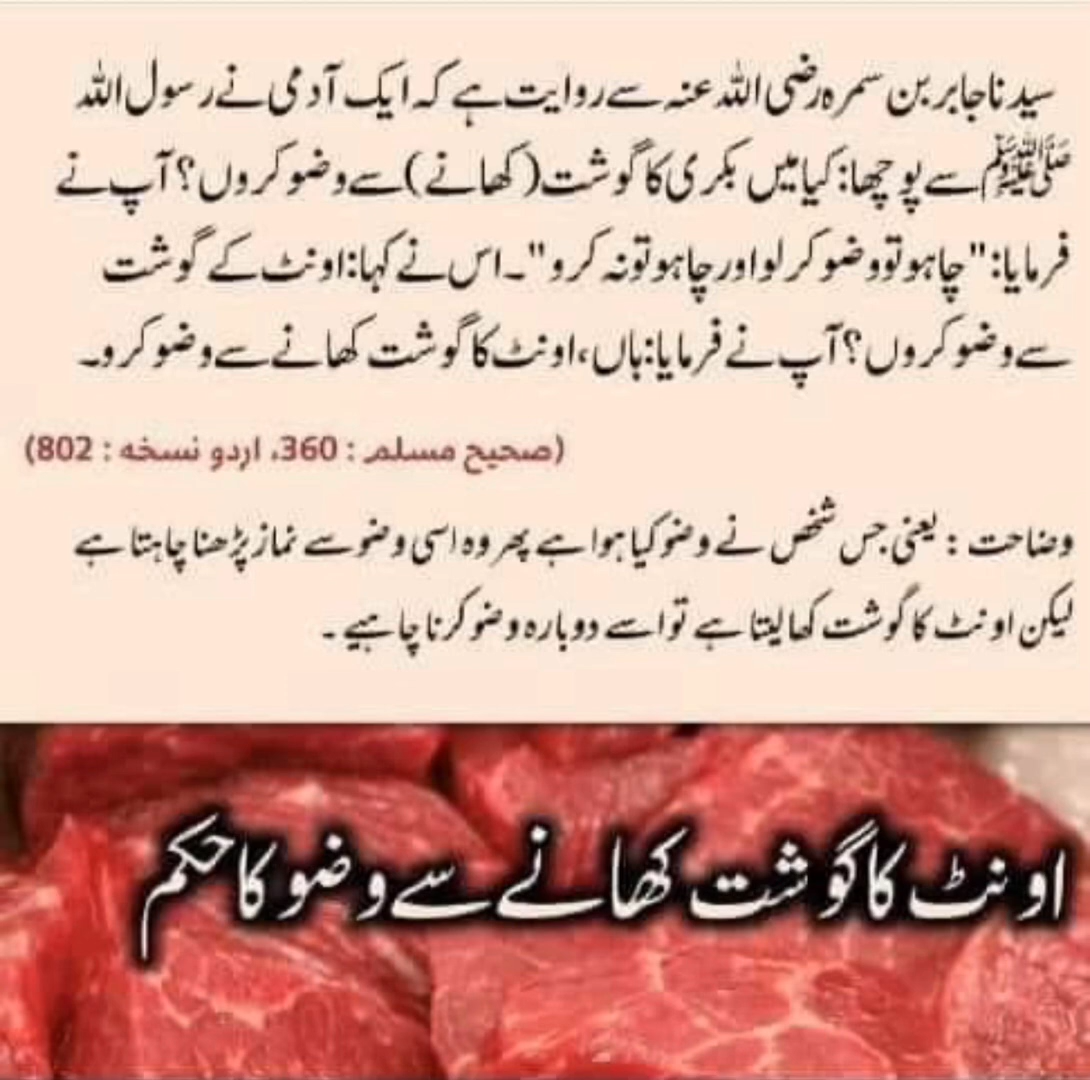 سیدنا جابر بن سمرہ رضی اللہ عنہ سے روایت ہے کہ ایک آدمی نے رسول اللہ
ﷺ سے پوچھا: کیا میں بکری کا گوشت (کھانے) سے وضو کروں؟ آپ نے
فرمایا: "چاہو تو وضو کر لو اور چاہو تو نہ کرو"۔ اس نے کہا: اونٹ کے گوشت
سے وضو کروں؟ آپ نے فرمایا: ہاں، اونٹ کا گوشت کھانے سے وضو کرو۔
(صحیح مسلم : 360، اردو نسخہ : 802)
وضاحت : یعنی جس شخص نے وضو کیا ہوا ہے پھر وہ اسی وضو سے نماز پڑھنا چاہتا ہے
لیکن اونٹ کا گوشت کھا لیتا ہے تو اسے دوبارہ وضو کرنا چاہیے ۔
اونٹ کا گوشت کھانے سے وضو کا حکم